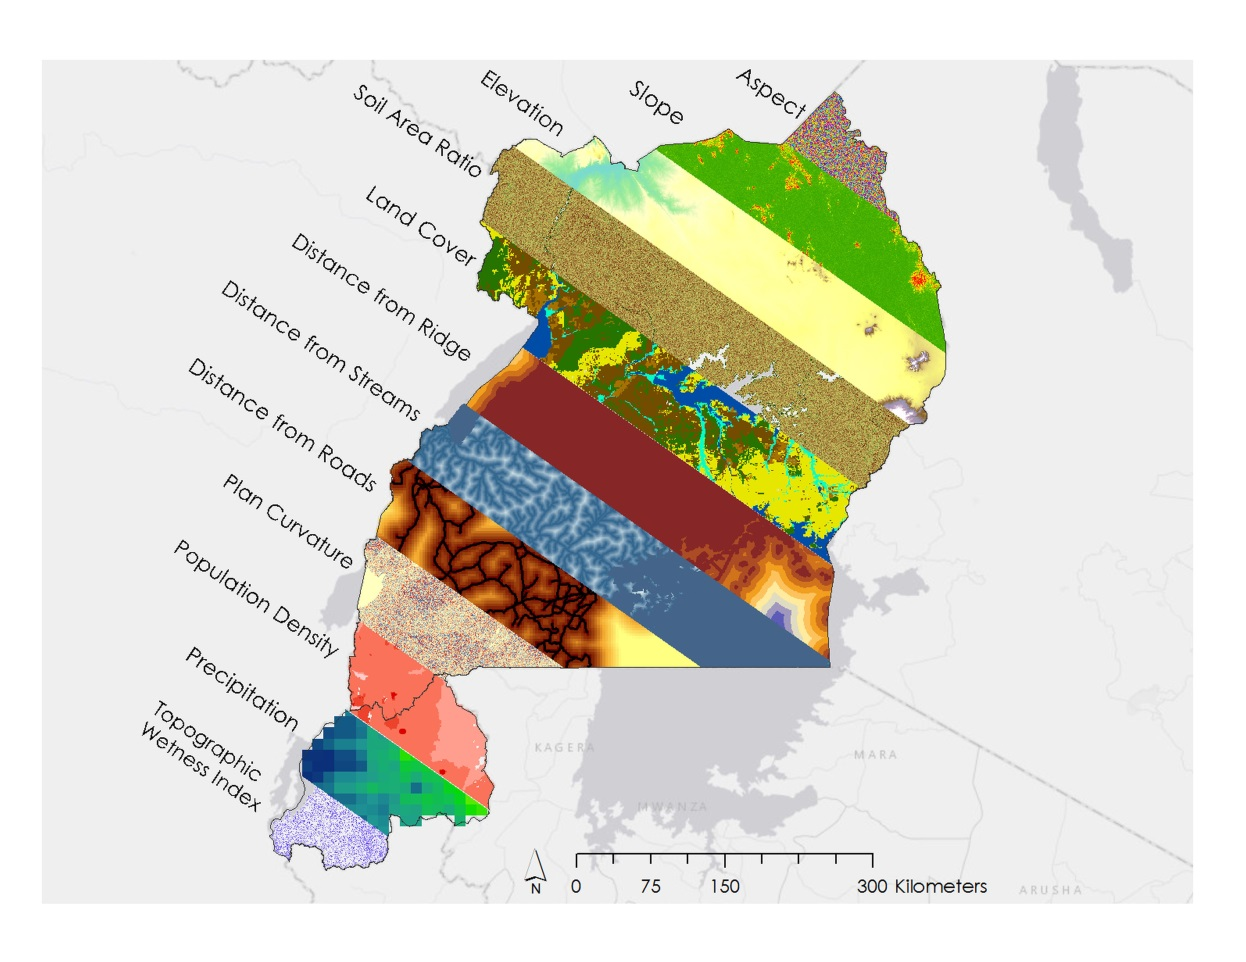 Aspect
Slope
Elevation
Soil Area Ratio
Land Cover
Distance from Ridge
Distance from Streams
Distance from Roads
Plan Curvature
Population Density
Precipitation
Topographic
Wetness Index
KAGERA
MARA
MWANZA
ARUSHA
N
0 75 150 300 Kilometers